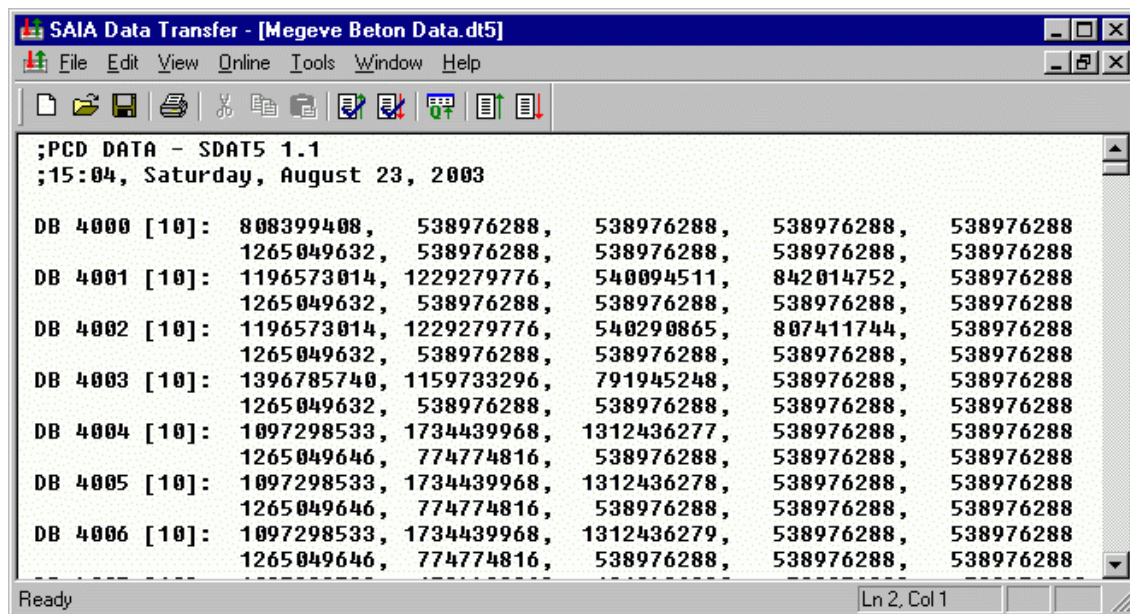 SAIA Data Transfer - [Megeve Beton Data.dt5]
File Edit View Online Tools Window Help
;PCD DATA - SDAT5 1.1
;15:04, Saturday, August 23, 2003
DB 4000 [10]: 808399408, 538976288, 538976288, 538976288, 538976288
1265049632, 538976288, 538976288, 538976288, 538976288
DB 4001 [10]: 1196573014, 1229279776, 540094511, 842014752, 538976288
1265049632, 538976288, 538976288, 538976288, 538976288
DB 4002 [10]: 1196573014, 1229279776, 540290865, 807411744, 538976288
1265049632, 538976288, 538976288, 538976288, 538976288
DB 4003 [10]: 1396785740, 1159733296, 791945248, 538976288, 538976288
1265049632, 538976288, 538976288, 538976288, 538976288
DB 4004 [10]: 1097298533, 1734439968, 1312436277, 538976288, 538976288
1265049646, 774774816, 538976288, 538976288, 538976288
DB 4005 [10]: 1097298533, 1734439968, 1312436278, 538976288, 538976288
1265049646, 774774816, 538976288, 538976288, 538976288
DB 4006 [10]: 1097298533, 1734439968, 1312436279, 538976288, 538976288
1265049646, 774774816, 538976288, 538976288, 538976288
Ready Ln 2, Col 1